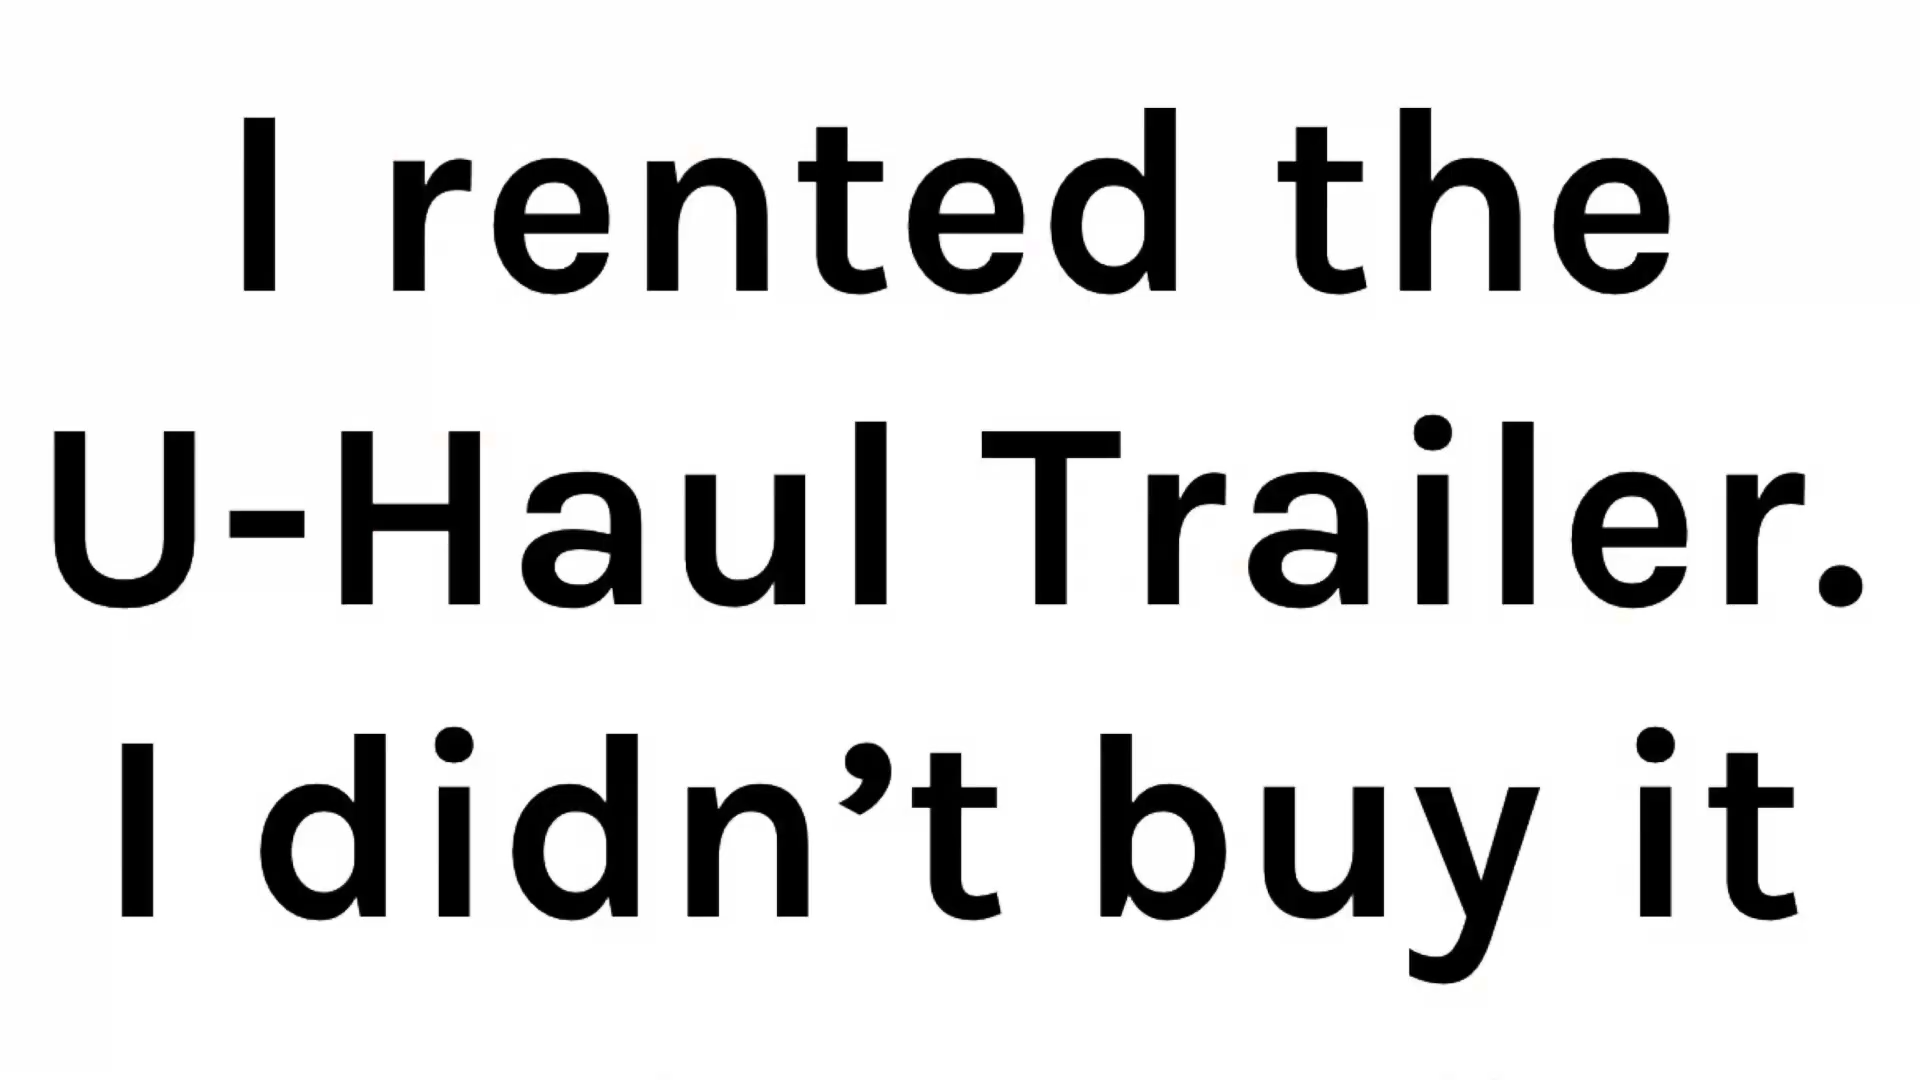 I rented the
U-Haul Trailer.
I didn’t buy it